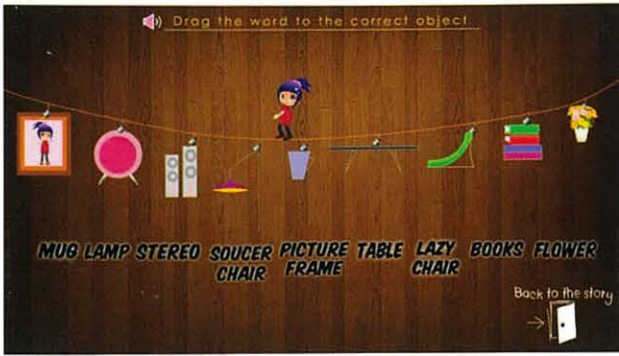 Drag the word to the correct object
MUG LAMP STEREO SOUCER CHAIR PICTURE FRAME TABLE LAZY CHAIR BOOKS FLOWER
Back to the story